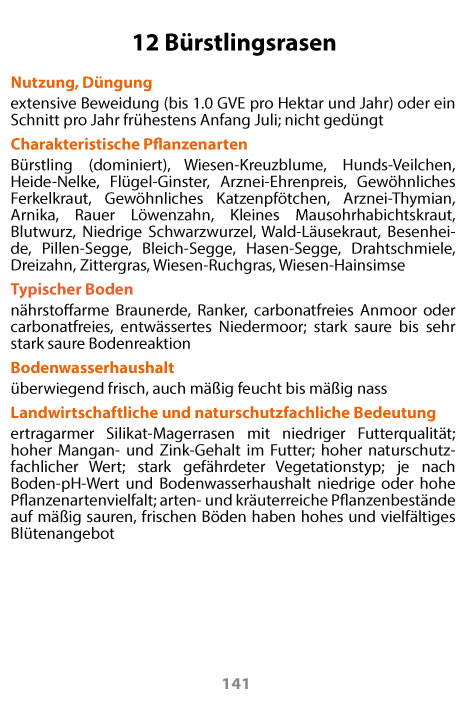 12 Bürstlingsrasen
Nutzung, Düngung
extensive Beweidung (bis 1.0 GVE pro Hektar und Jahr) oder ein
Schnitt pro Jahr frühestens Anfang Juli; nicht gedüngt
Charakteristische Pflanzenarten
Bürstling (dominiert), Wiesen-Kreuzblume, Hunds-Veilchen,
Heide-Nelke, Flügel-Ginster, Arznei-Ehrenpreis, Gewöhnliches
Ferkelkraut, Gewöhnliches Katzenpfötchen, Arznei-Thymian,
Arnika, Rauer Löwenzahn, Kleines Mausohrhabichtskraut,
Blutwurz, Niedrige Schwarzwurzel, Wald-Läusekraut, Besenhei-
de, Pillen-Segge, Bleich-Segge, Hasen-Segge, Drahtschmiele,
Dreizahn, Zittergras, Wiesen-Ruchgras, Wiesen-Hainsimse
Typischer Boden
nährstoffarme Braunerde, Ranker, carbonatfreies Anmoor oder
carbonatfreies, entwässertes Niedermoor; stark saure bis sehr
stark saure Bodenreaktion
Bodenwasserhaushalt
überwiegend frisch, auch mäßig feucht bis mäßig nass
Landwirtschaftliche und naturschutzfachliche Bedeutung
ertragarmer Silikat-Magerrasen mit niedriger Futterqualität;
hoher Mangan- und Zink-Gehalt im Futter; hoher naturschutz-
fachlicher Wert; stark gefährdeter Vegetationstyp; je nach
Boden-pH-Wert und Bodenwasserhaushalt niedrige oder hohe
Pflanzenartenvielfalt; arten- und kräuterreiche Pflanzenbestände
auf mäßig sauren, frischen Böden haben hohes und vielfältiges
Blütenangebot
141